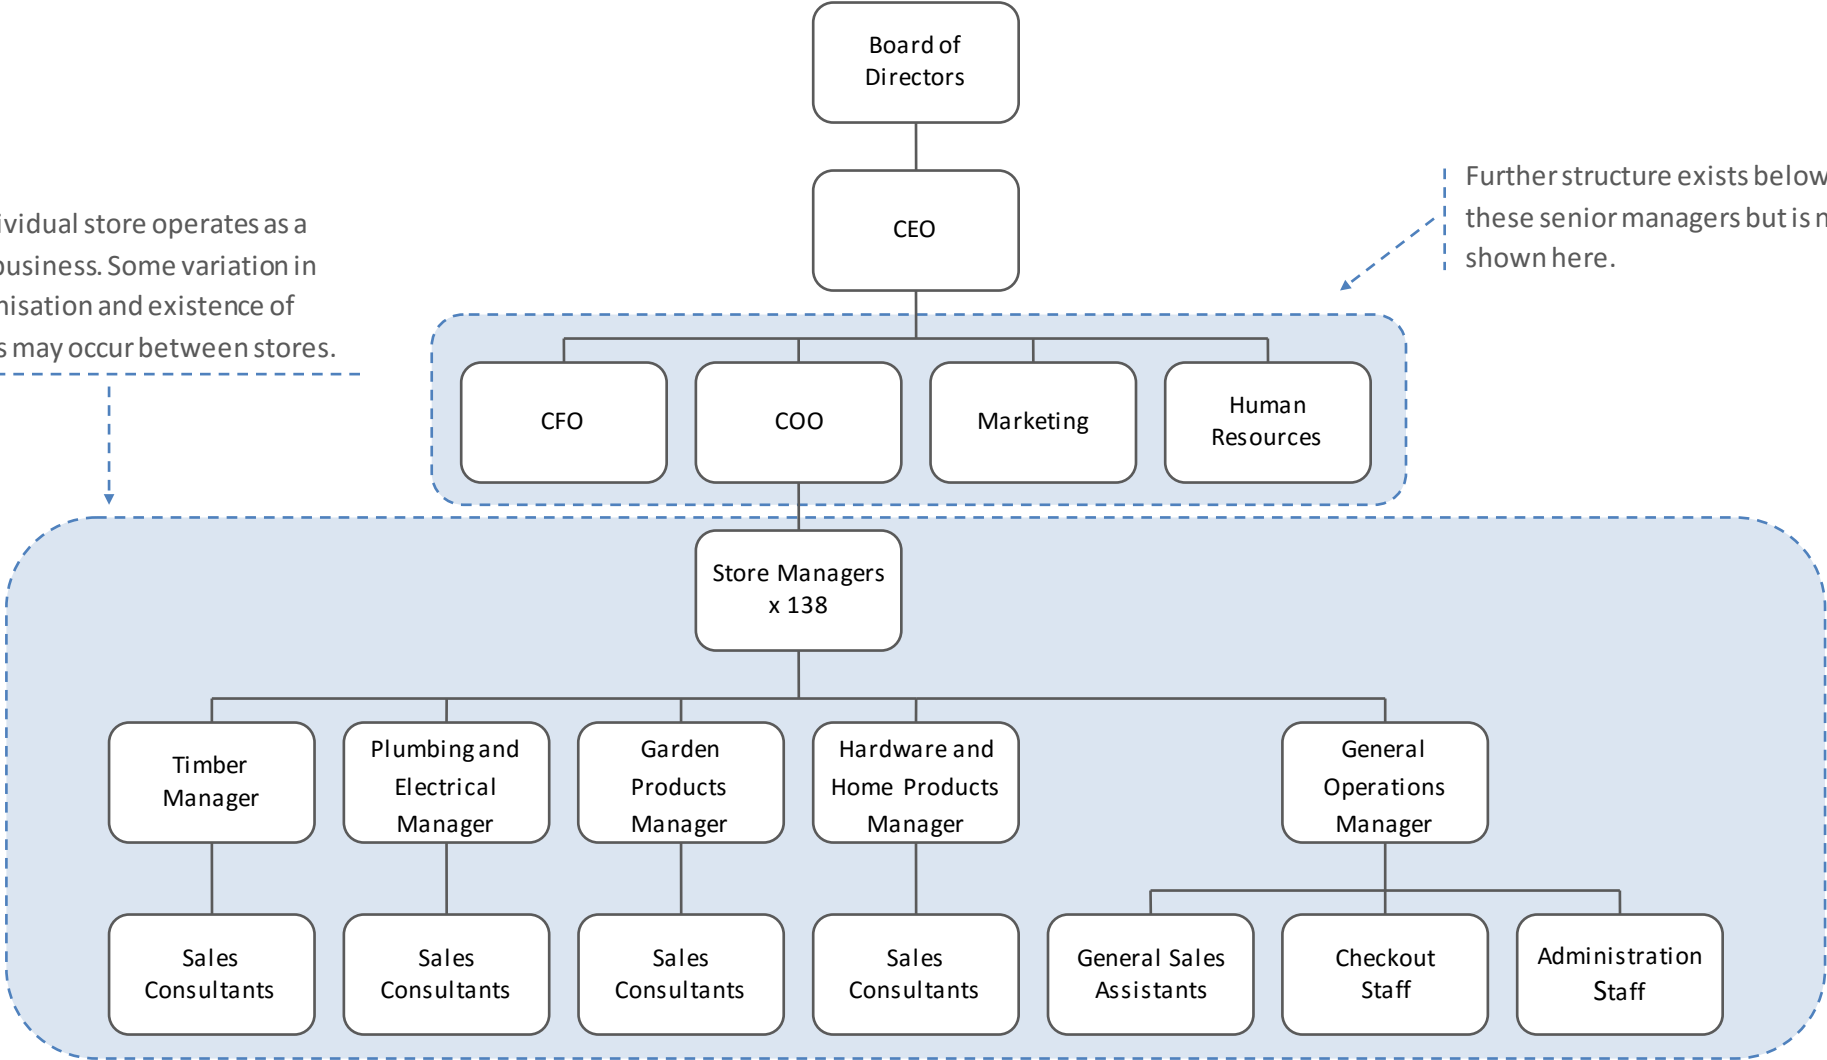 Board of
Directors
CEO
Further structure exists below
these senior managers but is
shown here.
store operates as a
business. Some variation in
and existence of
may occur between stores.
CFO
COO
Marketing
Human
Resources
Store Managers
x 138
Timber
Manager
Plumbing and
Electrical
Manager
Garden
Products
Manager
Hardware and
Home Products
Manager
General
Operations
Manager
Sales
Consultants
Sales
Consultants
Sales
Consultants
Sales
Consultants
General Sales
Assistants
Checkout
Staff
Administration
Staff